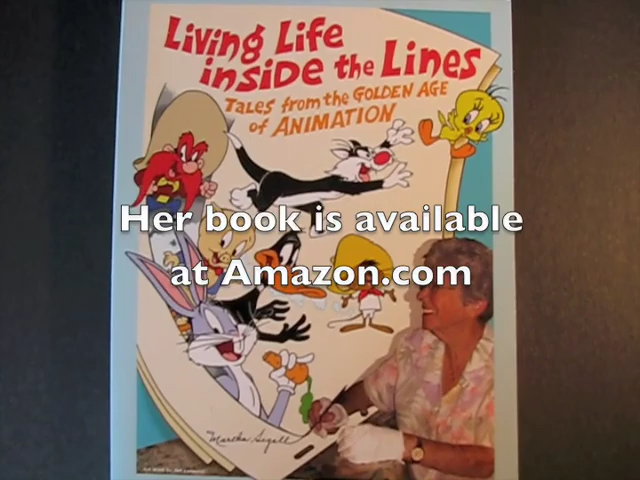 Living Life
inside the Lines
Tales from the Golden Age
of Animation
Her book is available
at Amazon.com
Martha Sigall